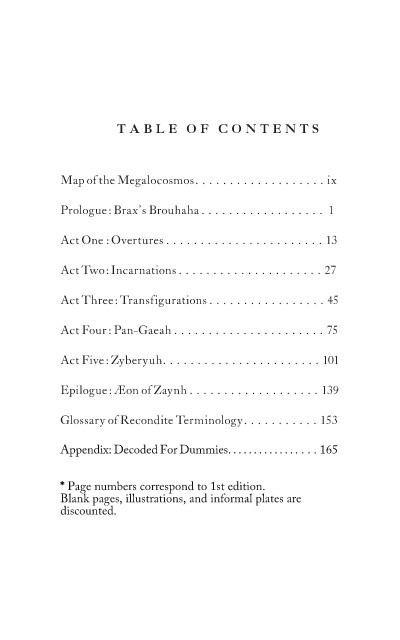 TABLE OF CONTENTS
Map of the Megalocosmos. . . . . . . . . . . . . . . . . . . ix
Prologue: Brax's Brouhaha . . . . . . . . . . . . . . . . . . 1
Act One : Overtures . . . . . . . . . . . . . . . . . . . . . . . 13
Act Two: Incarnations . . . . . . . . . . . . . . . . . . . . . 27
Act Three: Transfigurations . . . . . . . . . . . . . . . . . 45
Act Four: Pan-Gaeah . . . . . . . . . . . . . . . . . . . . . . 75
Act Five: Zyberyuh. . . . . . . . . . . . . . . . . . . . . . . 101
Epilogue: Æon of Zaynh . . . . . . . . . . . . . . . . . . . 139
Glossary of Recondite Terminology. . . . . . . . . . . 153
Appendix: Decoded For Dummies. . . . . . . . . . . . . . . . 165
* Page numbers correspond to 1st edition.
Blank pages, illustrations, and informal plates are
discounted.